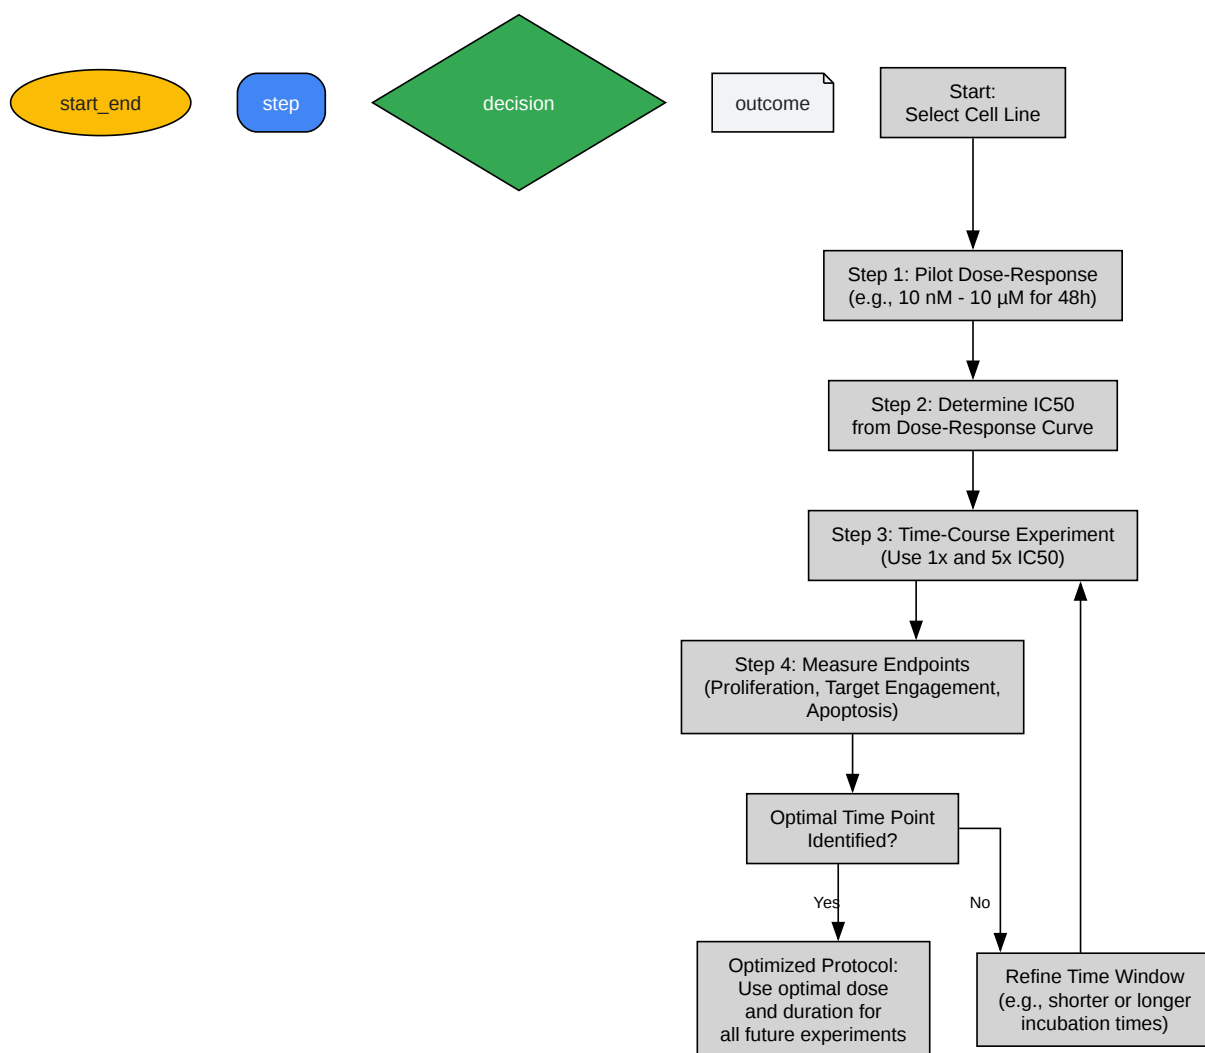 start_end
step
decision
outcome
Start:
Select Cell Line
Step 1: Pilot Dose-Response
(e.g., 10 nM - 10 µM for 48h)
Step 2: Determine IC50
from Dose-Response Curve
Step 3: Time-Course Experiment
(Use 1x and 5x IC50)
Step 4: Measure Endpoints
(Proliferation, Target Engagement,
Apoptosis)
Optimal Time Point
Identified?
Yes
No
Optimized Protocol:
Use optimal dose
and duration for
all future experiments
Refine Time Window
(e.g., shorter or longer
incubation times)